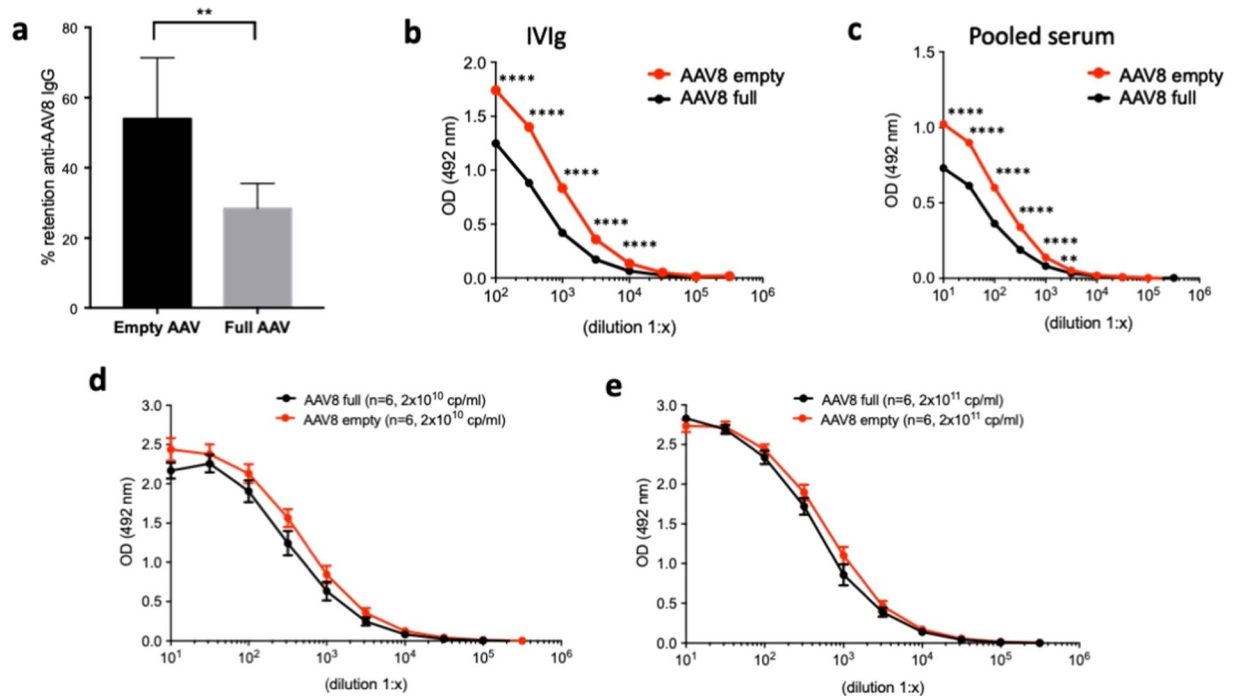 a
**
80
60
40
20
0
% retention anti-AAV8 IgG
Empty AAV
Full AAV
b
IVIg
AAV8 empty
AAV8 full
2.0
1.5
1.0
0.5
0.0
OD (492 nm)
****
****
****
****
****
10² 10³ 10⁴ 10⁵ 10⁶
(dilution 1:x)
c
Pooled serum
AAV8 empty
AAV8 full
1.5
1.0
0.5
0.0
OD (492 nm)
****
****
****
****
****
**
10¹ 10² 10³ 10⁴ 10⁵ 10⁶
(dilution 1:x)
d
AAV8 full (n=6, 2x10¹⁰ cp/ml)
AAV8 empty (n=6, 2x10¹⁰ cp/ml)
3.0
2.5
2.0
1.5
1.0
0.5
0.0
OD (492 nm)
10¹ 10² 10³ 10⁴ 10⁵ 10⁶
(dilution 1:x)
e
AAV8 full (n=6, 2x10¹¹ cp/ml)
AAV8 empty (n=6, 2x10¹¹ cp/ml)
3.0
2.5
2.0
1.5
1.0
0.5
0.0
OD (492 nm)
10¹ 10² 10³ 10⁴ 10⁵ 10⁶
(dilution 1:x)